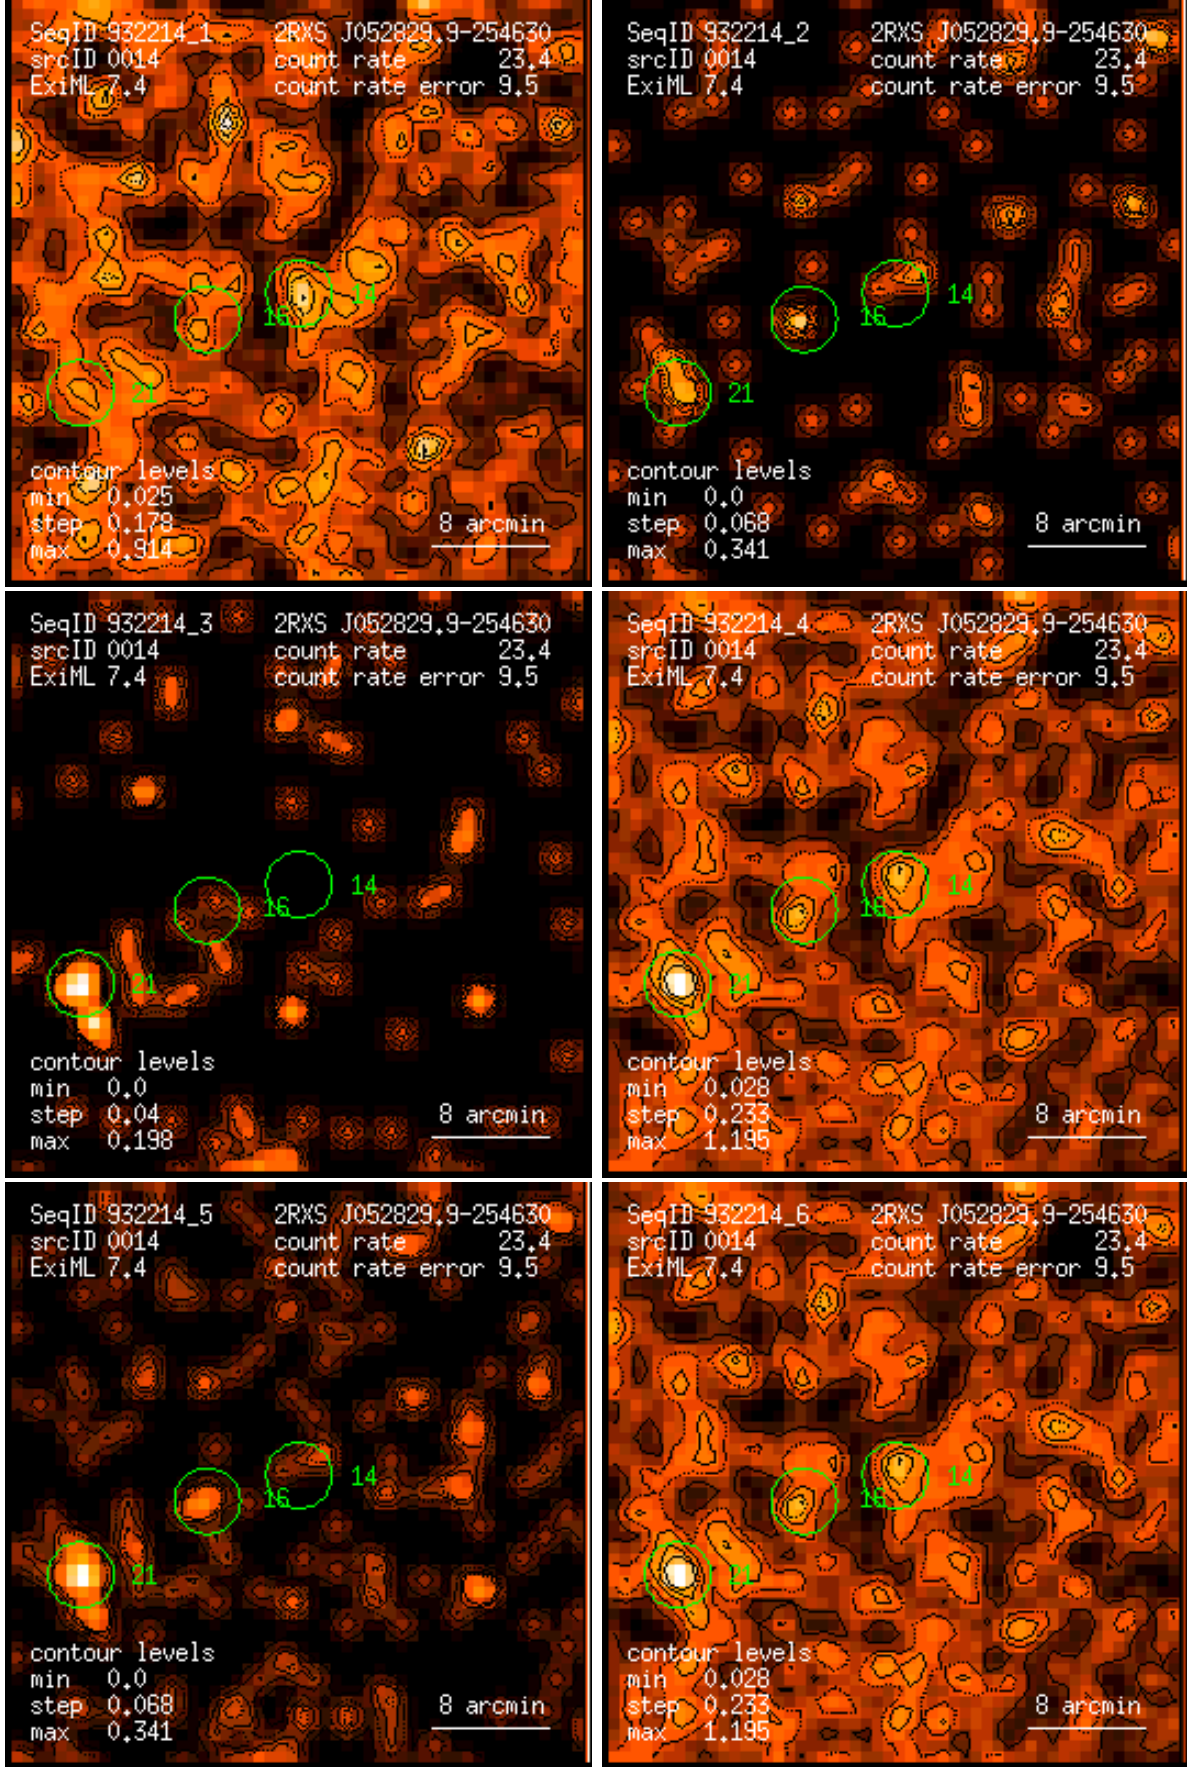 SeqID 932214_1 2RXS J052829.9-254630
srcID 0014 count rate 23.4
ExiML 7.4 count rate error 9.5
14
16
21
contour levels
min 0.025
step 0.178 8 arcmin
max 0.914
SeqID 932214_2 2RXS J052829.9-254630
srcID 0014 count rate 23.4
ExiML 7.4 count rate error 9.5
14
16
21
contour levels
min 0.0
step 0.068 8 arcmin
max 0.341
SeqID 932214_3 2RXS J052829.9-254630
srcID 0014 count rate 23.4
ExiML 7.4 count rate error 9.5
14
16
21
contour levels
min 0.0
step 0.04 8 arcmin
max 0.198
SeqID 932214_4 2RXS J052829.9-254630
srcID 0014 count rate 23.4
ExiML 7.4 count rate error 9.5
14
16
21
contour levels
min 0.028
step 0.233 8 arcmin
max 1.195
SeqID 932214_5 2RXS J052829.9-254630
srcID 0014 count rate 23.4
ExiML 7.4 count rate error 9.5
14
16
21
contour levels
min 0.0
step 0.068 8 arcmin
max 0.341
SeqID 932214_6 2RXS J052829.9-254630
srcID 0014 count rate 23.4
ExiML 7.4 count rate error 9.5
14
16
21
contour levels
min 0.028
step 0.233 8 arcmin
max 1.195